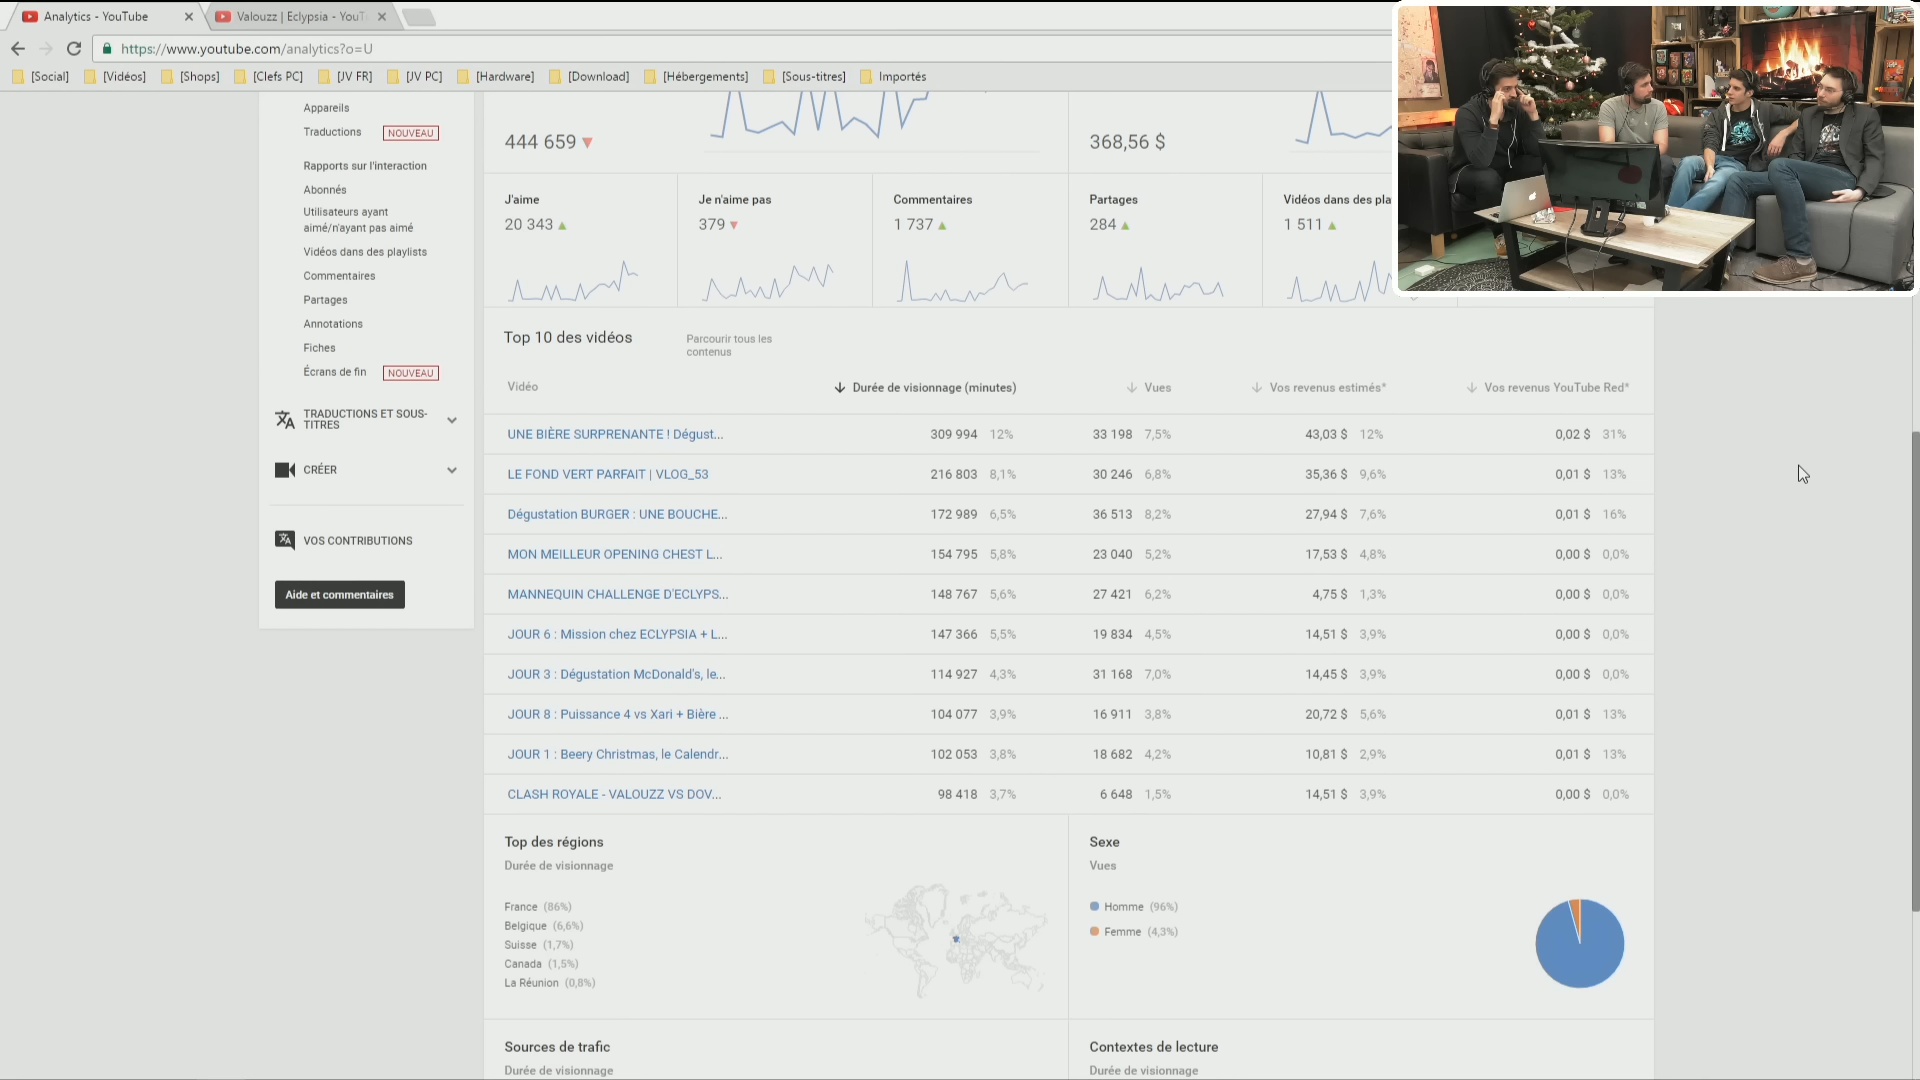 Analytics - YouTube
Valouzz | Eclypsia - YouT
https://www.youtube.com/analytics?o=U
[Social] [Vidéos] [Shops] [Clefs PC] [JV FR] [JV PC] [Hardware] [Download] [Hébergements] [Sous-titres] Importés
Appareils
Traductions NOUVEAU
Rapports sur l'interaction
Abonnés
Utilisateurs ayant
aimé/n'ayant pas aimé
Vidéos dans des playlists
Commentaires
Partages
Annotations
Fiches
Écrans de fin NOUVEAU
TRADUCTIONS ET SOUS-
TITRES
CRÉER
VOS CONTRIBUTIONS
Aide et commentaires
444 659
368,56 $
J'aime
20 343
Je n'aime pas
379
Commentaires
1 737
Partages
284
Vidéos dans des pla
1 511
Top 10 des vidéos
Parcourir tous les
contenus
Vidéo Durée de visionnage (minutes) Vues Vos revenus estimés* Vos revenus YouTube Red*
UNE BIÈRE SURPRENANTE ! Dégust... 309 994 12% 33 198 7,5% 43,03 $ 12% 0,02 $ 31%
LE FOND VERT PARFAIT | VLOG_53 216 803 8,1% 30 246 6,8% 35,36 $ 9,6% 0,01 $ 13%
Dégustation BURGER : UNE BOUCHE... 172 989 6,5% 36 513 8,2% 27,94 $ 7,6% 0,01 $ 16%
MON MEILLEUR OPENING CHEST L... 154 795 5,8% 23 040 5,2% 17,53 $ 4,8% 0,00 $ 0,0%
MANNEQUIN CHALLENGE D'ECLYPS... 148 767 5,6% 27 421 6,2% 4,75 $ 1,3% 0,00 $ 0,0%
JOUR 6 : Mission chez ECLYPSIA + L... 147 366 5,5% 19 834 4,5% 14,51 $ 3,9% 0,00 $ 0,0%
JOUR 3 : Dégustation McDonald's, le... 114 927 4,3% 31 168 7,0% 14,45 $ 3,9% 0,00 $ 0,0%
JOUR 8 : Puissance 4 vs Xari + Bière ... 104 077 3,9% 16 911 3,8% 20,72 $ 5,6% 0,01 $ 13%
JOUR 1 : Beery Christmas, le Calendr... 102 053 3,8% 18 682 4,2% 10,81 $ 2,9% 0,01 $ 13%
CLASH ROYALE - VALOUZZ VS DOV... 98 418 3,7% 6 648 1,5% 14,51 $ 3,9% 0,00 $ 0,0%
Top des régions
Durée de visionnage
France (86%)
Belgique (6,6%)
Suisse (1,7%)
Canada (1,5%)
La Réunion (0,8%)
Sexe
Vues
Homme (96%)
Femme (4,3%)
Sources de trafic
Durée de visionnage
Contextes de lecture
Durée de visionnage